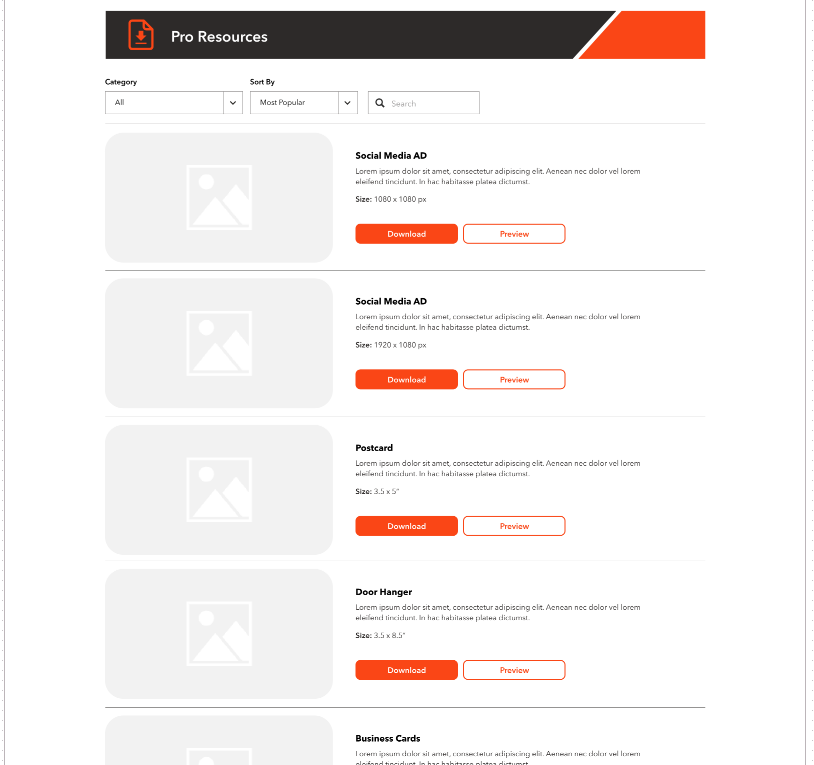 Pro Resources
Category
Sort By
All
Most Popular
Search
Social Media AD
Lorem ipsum dolor sit amet, consectetur adipiscing elit. Aenean nec dolor vel lorem
eleifend tincidunt. In hac habitasse platea dictumst.
Size: 1080 x 1080 px
Download
Preview
Social Media AD
Lorem ipsum dolor sit amet, consectetur adipiscing elit. Aenean nec dolor vel lorem
eleifend tincidunt. In hac habitasse platea dictumst.
Size: 1920 x 1080 px
Download
Preview
Postcard
Lorem ipsum dolor sit amet, consectetur adipiscing elit. Aenean nec dolor vel lorem
eleifend tincidunt. In hac habitasse platea dictumst.
Size: 3.5 x 5"
Download
Preview
Door Hanger
Lorem ipsum dolor sit amet, consectetur adipiscing elit. Aenean nec dolor vel lorem
eleifend tincidunt. In hac habitasse platea dictumst.
Size: 3.5 x 8.5"
Download
Preview
Business Cards
Lorem ipsum dolor sit amet, consectetur adipiscing elit. Aenean nec dolor vel lorem
eleifend tincidunt. In hac habitasse platea dictumst.